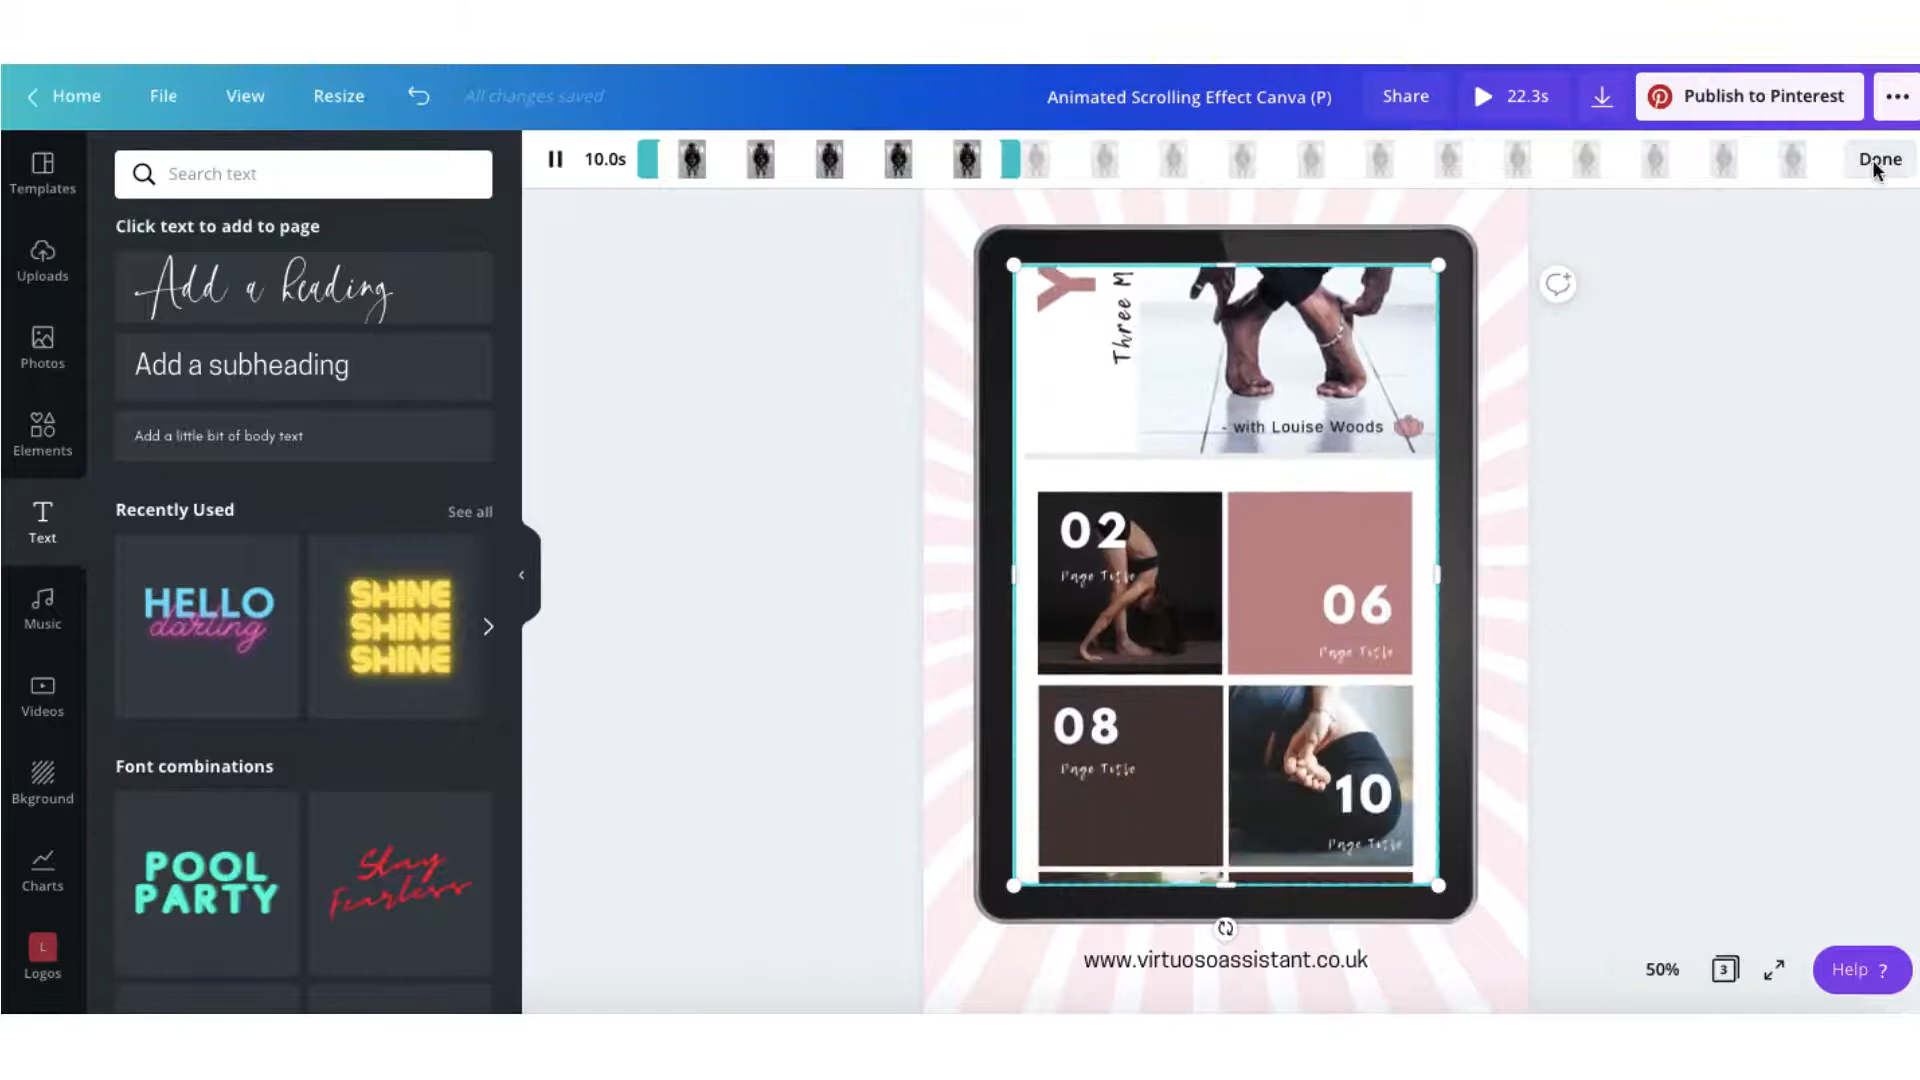 Home File View Resize All changes saved Animated Scrolling Effect Canva (P) Share 22.3s Publish to Pinterest
10.0s Done
Templates
Uploads
Photos
Elements
Text
Music
Videos
Bkground
Charts
L
Logos
Search text
Click text to add to page
Add a heading
Add a subheading
Add a little bit of body text
Recently Used See all
HELLO
darling
SHINE
SHINE
SHINE
Font combinations
POOL
PARTY
Stay
Fearless
Y
Three M
- with Louise Woods
02
Page Title
06
Page Title
08
Page Title
10
Page Title
www.virtuosoassistant.co.uk
50% 3 Help ?